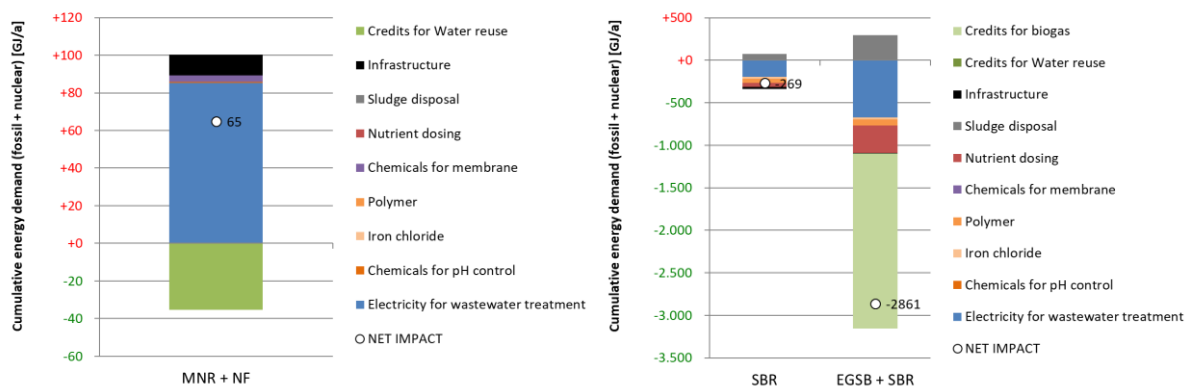 Cumulative energy demand (fossil + nuclear) [GJ/a]
+120
+100
+80
+60
+40
+20
+0
-20
-40
-60
65
MNR + NF
Credits for Water reuse
Infrastructure
Sludge disposal
Nutrient dosing
Chemicals for membrane
Polymer
Iron chloride
Chemicals for pH control
Electricity for wastewater treatment
NET IMPACT
Cumulative energy demand (fossil + nuclear) [GJ/a]
+500
+0
-500
-1.000
-1.500
-2.000
-2.500
-3.000
-3.500
-269
-2861
SBR
EGSB + SBR
Credits for biogas
Credits for Water reuse
Infrastructure
Sludge disposal
Nutrient dosing
Chemicals for membrane
Polymer
Iron chloride
Chemicals for pH control
Electricity for wastewater treatment
NET IMPACT